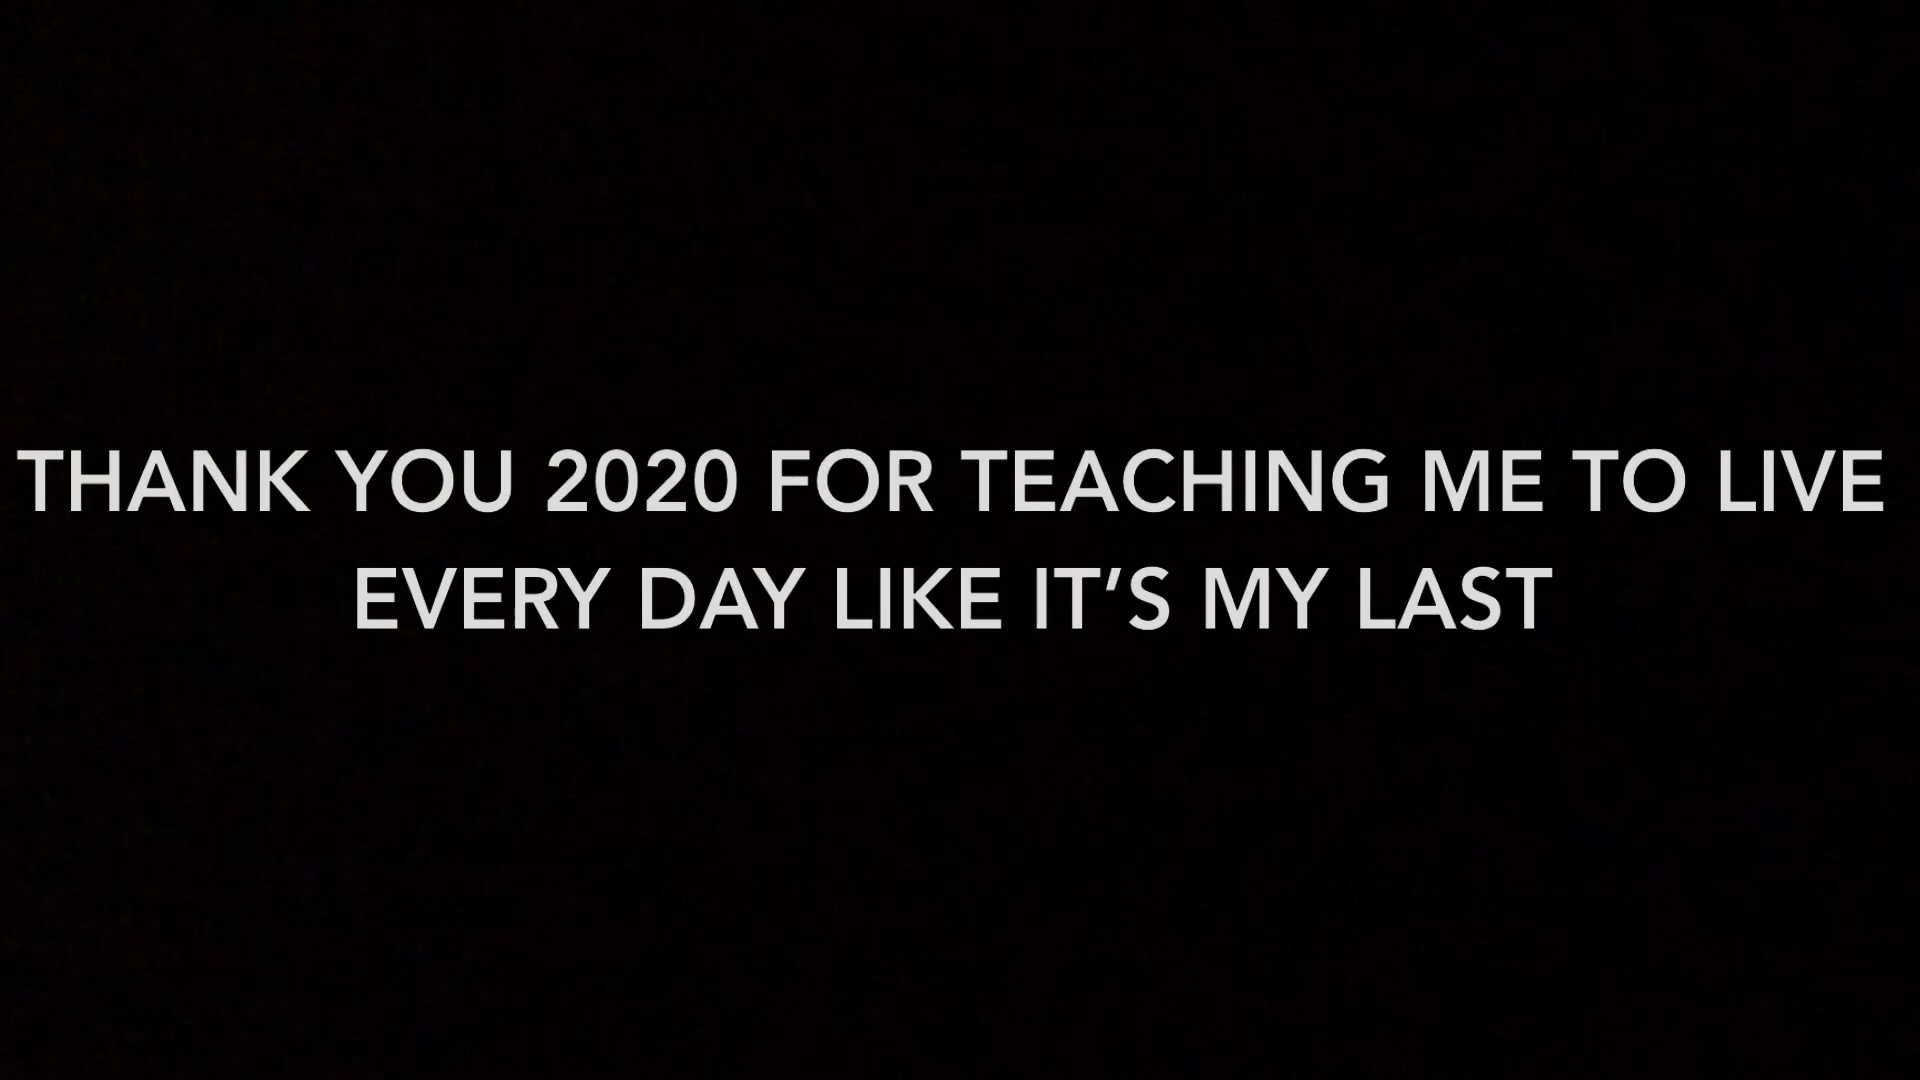 THANK YOU 2020 FOR TEACHING ME TO LIVE
EVERY DAY LIKE IT’S MY LAST